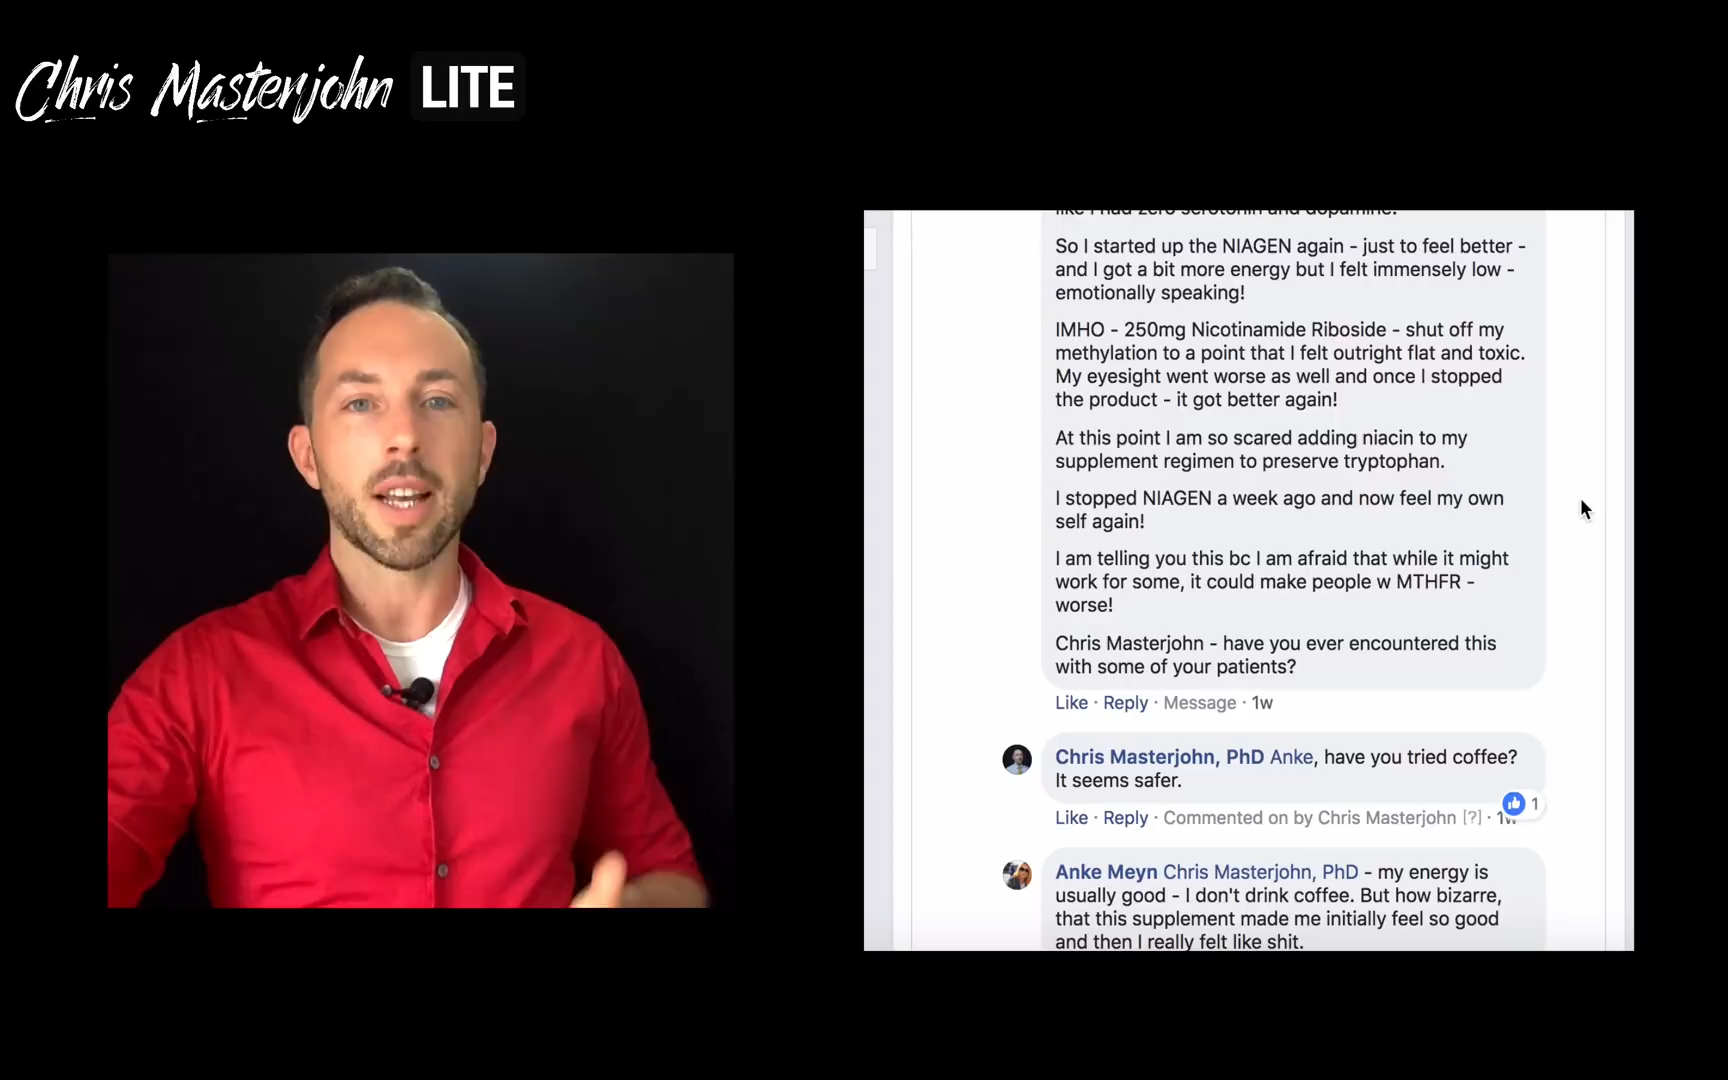 Chris Masterjohn LITE
like I had zero serotonin and dopamine.
So I started up the NIAGEN again - just to feel better -
and I got a bit more energy but I felt immensely low -
emotionally speaking!
IMHO - 250mg Nicotinamide Riboside - shut off my
methylation to a point that I felt outright flat and toxic.
My eyesight went worse as well and once I stopped
the product - it got better again!
At this point I am so scared adding niacin to my
supplement regimen to preserve tryptophan.
I stopped NIAGEN a week ago and now feel my own
self again!
I am telling you this bc I am afraid that while it might
work for some, it could make people w MTHFR -
worse!
Chris Masterjohn - have you ever encountered this
with some of your patients?
Like · Reply · Message · 1w
Chris Masterjohn, PhD Anke, have you tried coffee?
It seems safer.
1
Like · Reply · Commented on by Chris Masterjohn [?] · 1w
Anke Meyn Chris Masterjohn, PhD - my energy is
usually good - I don't drink coffee. But how bizarre,
that this supplement made me initially feel so good
and then I really felt like shit.